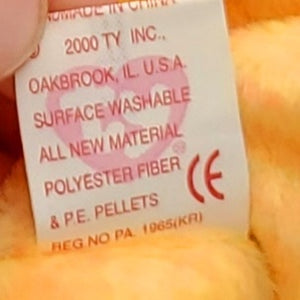 HANDMADE IN CHINA
© 2000 TY INC.,
OAKBROOK, IL. U.S.A.
SURFACE WASHABLE
ALL NEW MATERIAL
POLYESTER FIBER
& P.E. PELLETS CE
REG NO PA. 1965(KR)